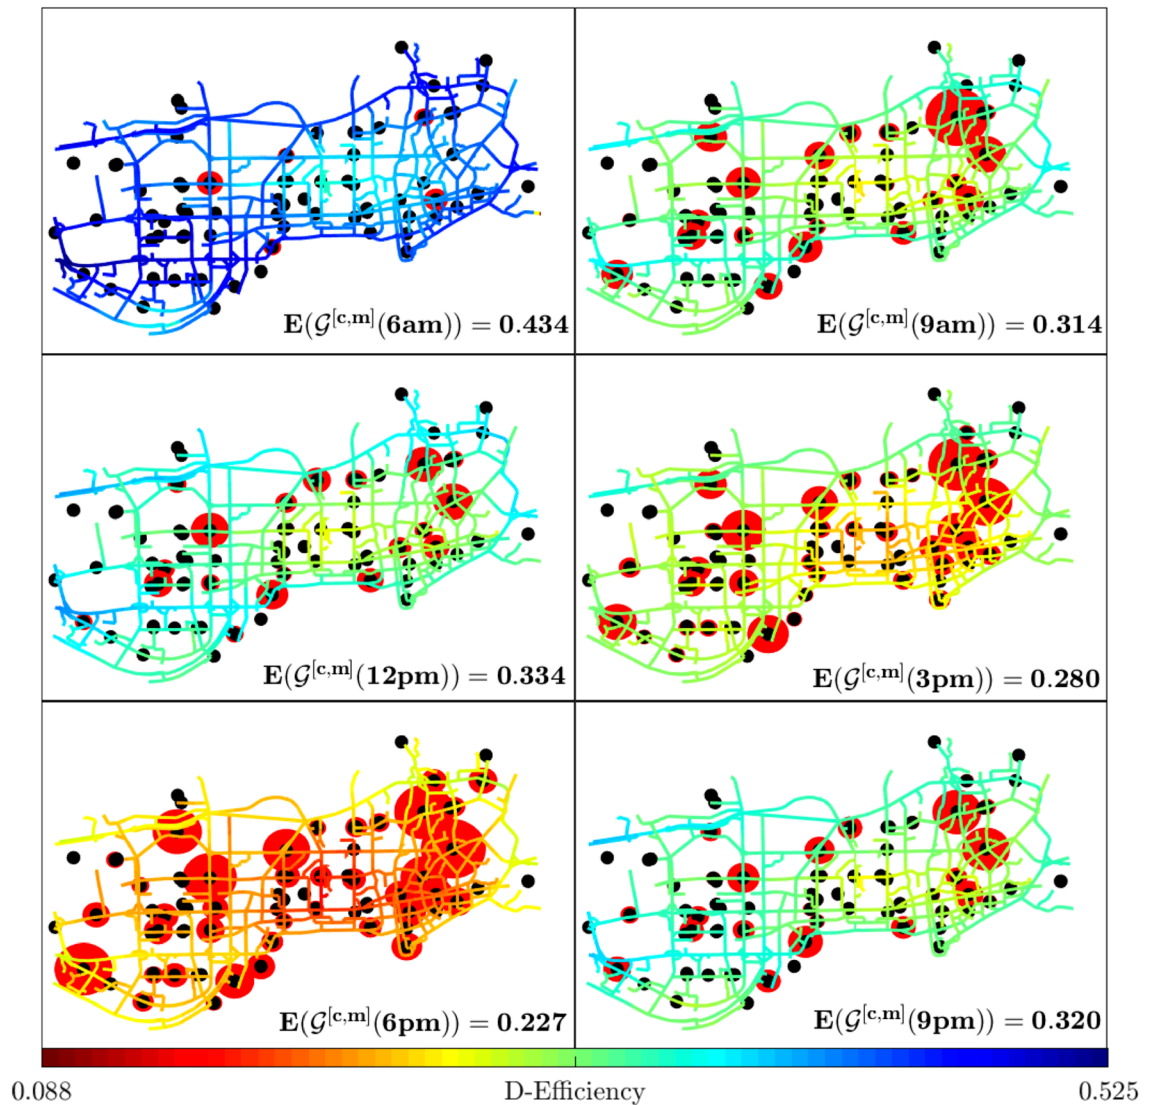 E(𝒢^[c,m](6am)) = 0.434
E(𝒢^[c,m](9am)) = 0.314
E(𝒢^[c,m](12pm)) = 0.334
E(𝒢^[c,m](3pm)) = 0.280
E(𝒢^[c,m](6pm)) = 0.227
E(𝒢^[c,m](9pm)) = 0.320
0.088 D-Efficiency 0.525